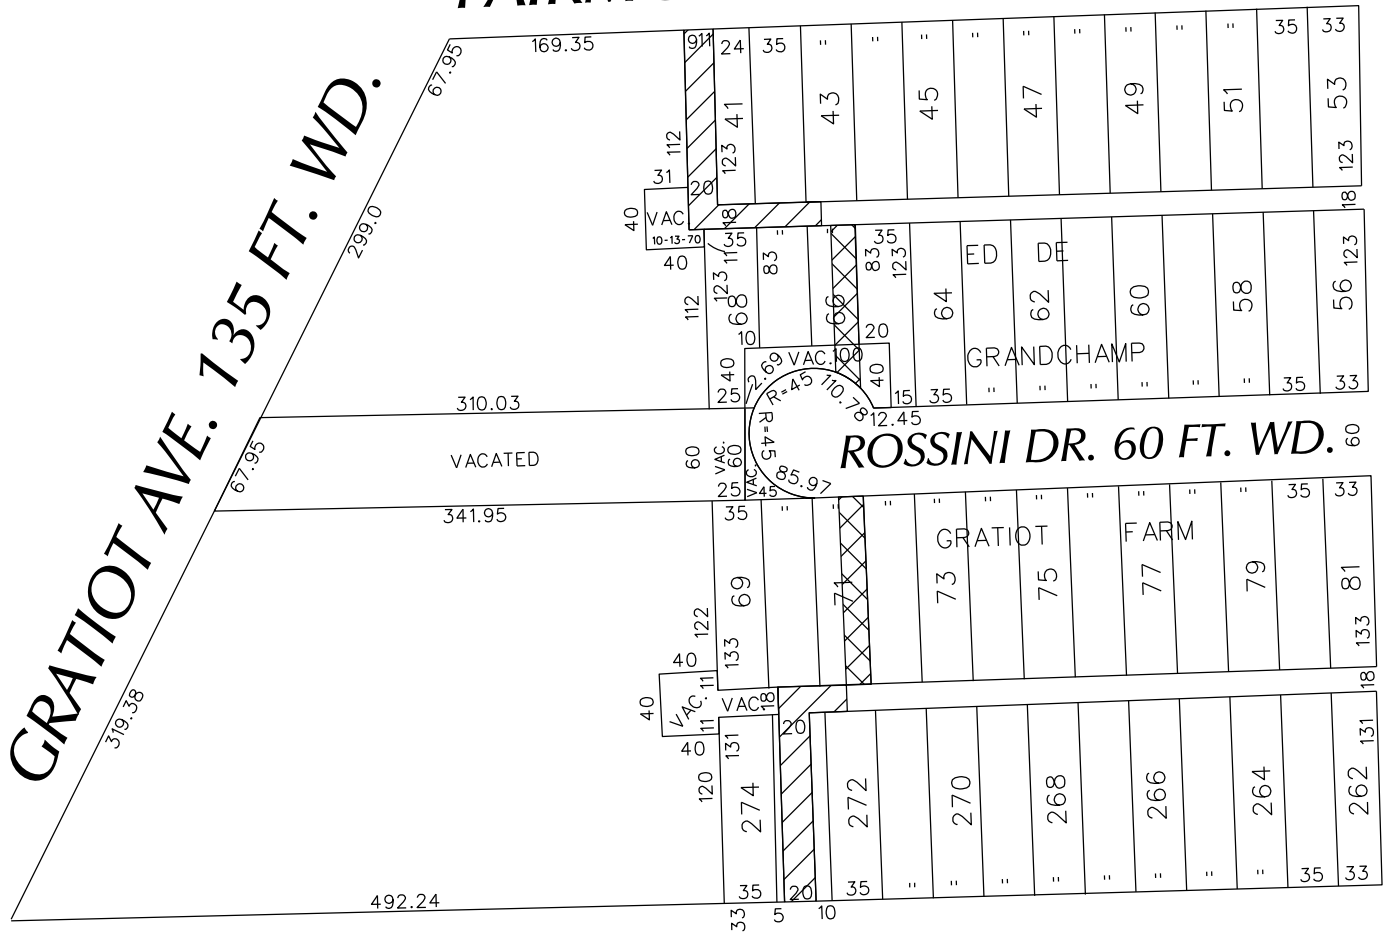 67.95
169.35
9 11 24 35 " " " " " " " " " 35 33
41 43 45 47 49 51 53
112 123 123
31 20
40 VAC. 18 18
10-13-70
40
299.0
GRATIOT AVE. 135 FT. WD.
11 35 " " 35
123 83 83 123 123
ED DE
112 68 66 64 62 60 58 56
10 20
GRANDCHAMP
VAC. 100
40 2.69 R=45 110.78 40
25 15 35 " " " " " " 35 33
310.03
12.45
67.95
VACATED
60 VAC. 60 R=45
ROSSINI DR. 60 FT. WD. 60
25 VAC. 45 85.97
341.95
35 " " " " " " " " " 35 33
GRATIOT FARM
69 71 73 75 77 79 81
122 133 133
40 11
40 VAC. VAC. 18 18
11
40 20
319.38
131 131
120 274 272 270 268 266 264 262
35 20 35 " " " " " " " " 35 33
492.24
33 5 10